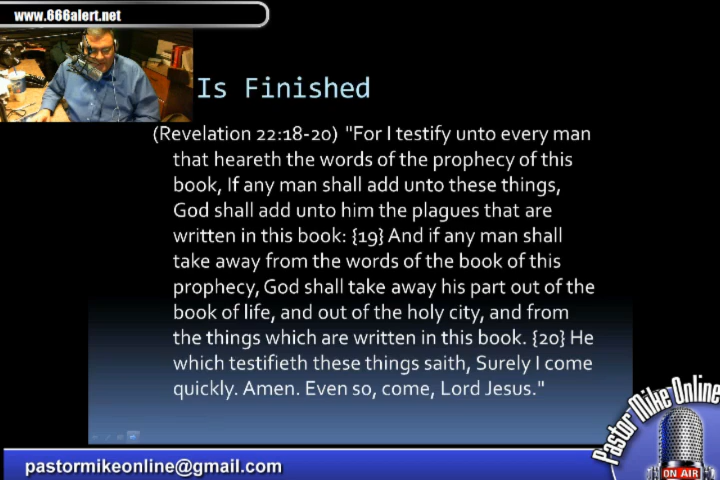 www.666alert.net
Is Finished
(Revelation 22:18-20) "For I testify unto every man
that heareth the words of the prophecy of this
book, If any man shall add unto these things,
God shall add unto him the plagues that are
written in this book: {19} And if any man shall
take away from the words of the book of this
prophecy, God shall take away his part out of the
book of life, and out of the holy city, and from
the things which are written in this book. {20} He
which testifieth these things saith, Surely I come
quickly. Amen. Even so, come, Lord Jesus."
Pastor Mike Online
ON AIR
pastormikeonline@gmail.com